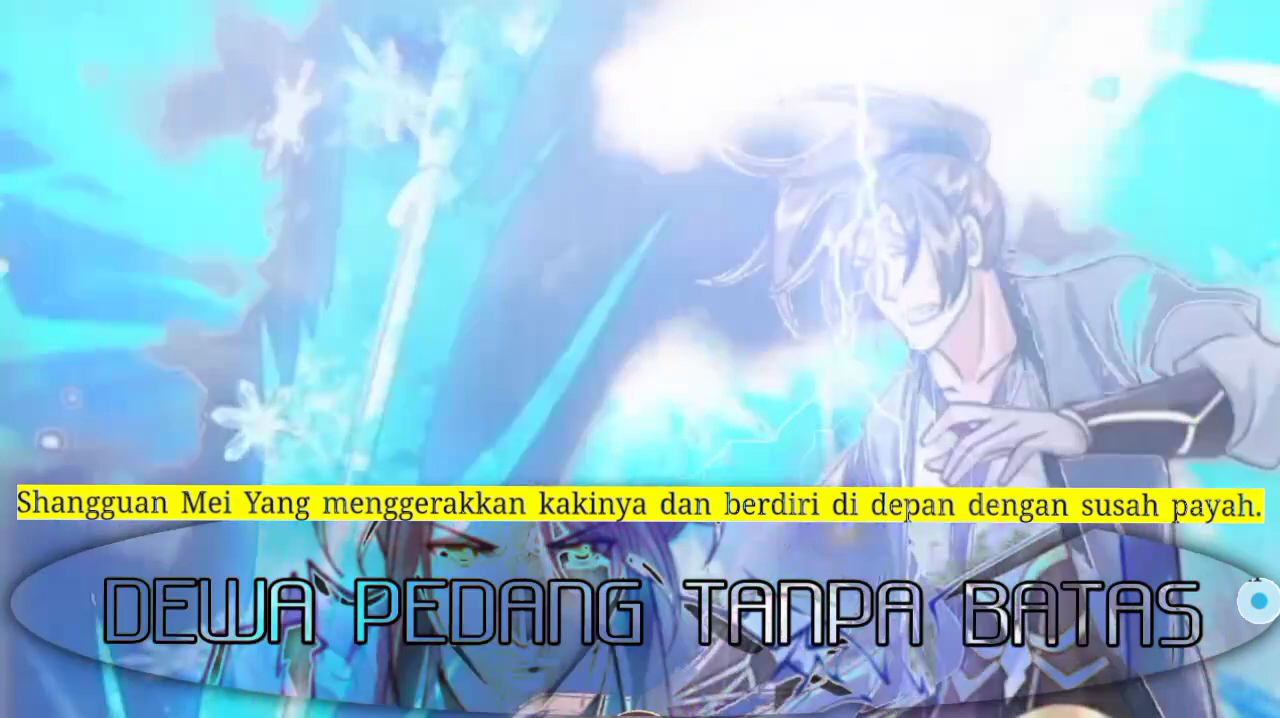 Shangguan Mei Yang menggerakkan kakinya dan berdiri di depan dengan susah payah.
DEWA PEDANG TANPA BATAS